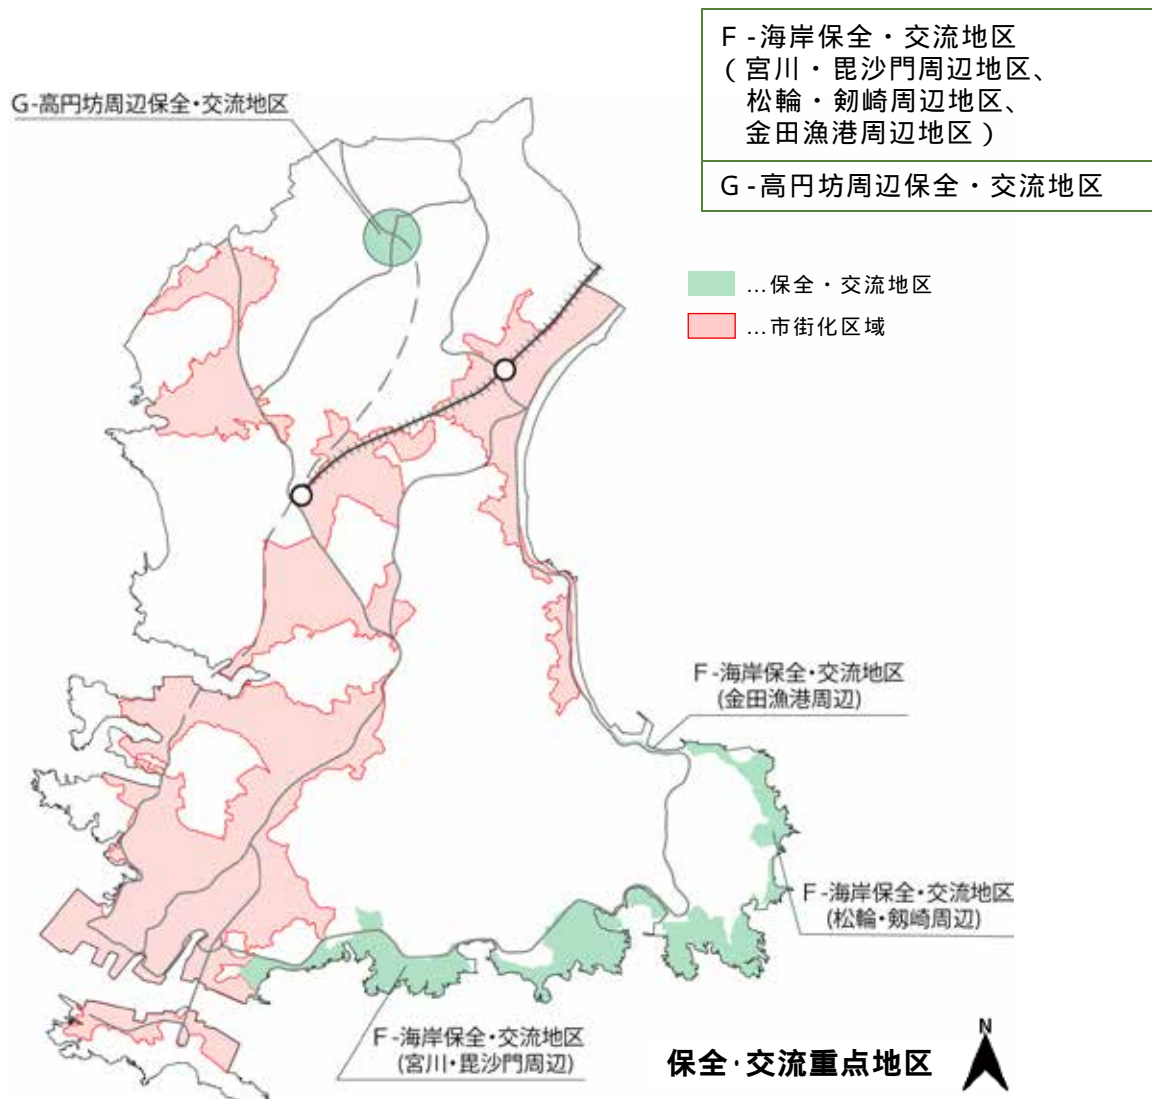 F-海岸保全・交流地区
(宮川・毘沙門周辺地区、
松輪・剱崎周辺地区、
金田漁港周辺地区)
G-高円坊周辺保全・交流地区
G-高円坊周辺保全・交流地区
…保全・交流地区
…市街化区域
F-海岸保全・交流地区
(金田漁港周辺)
F-海岸保全・交流地区
(松輪・剱崎周辺)
F-海岸保全・交流地区
(宮川・毘沙門周辺)
保全・交流重点地区
N